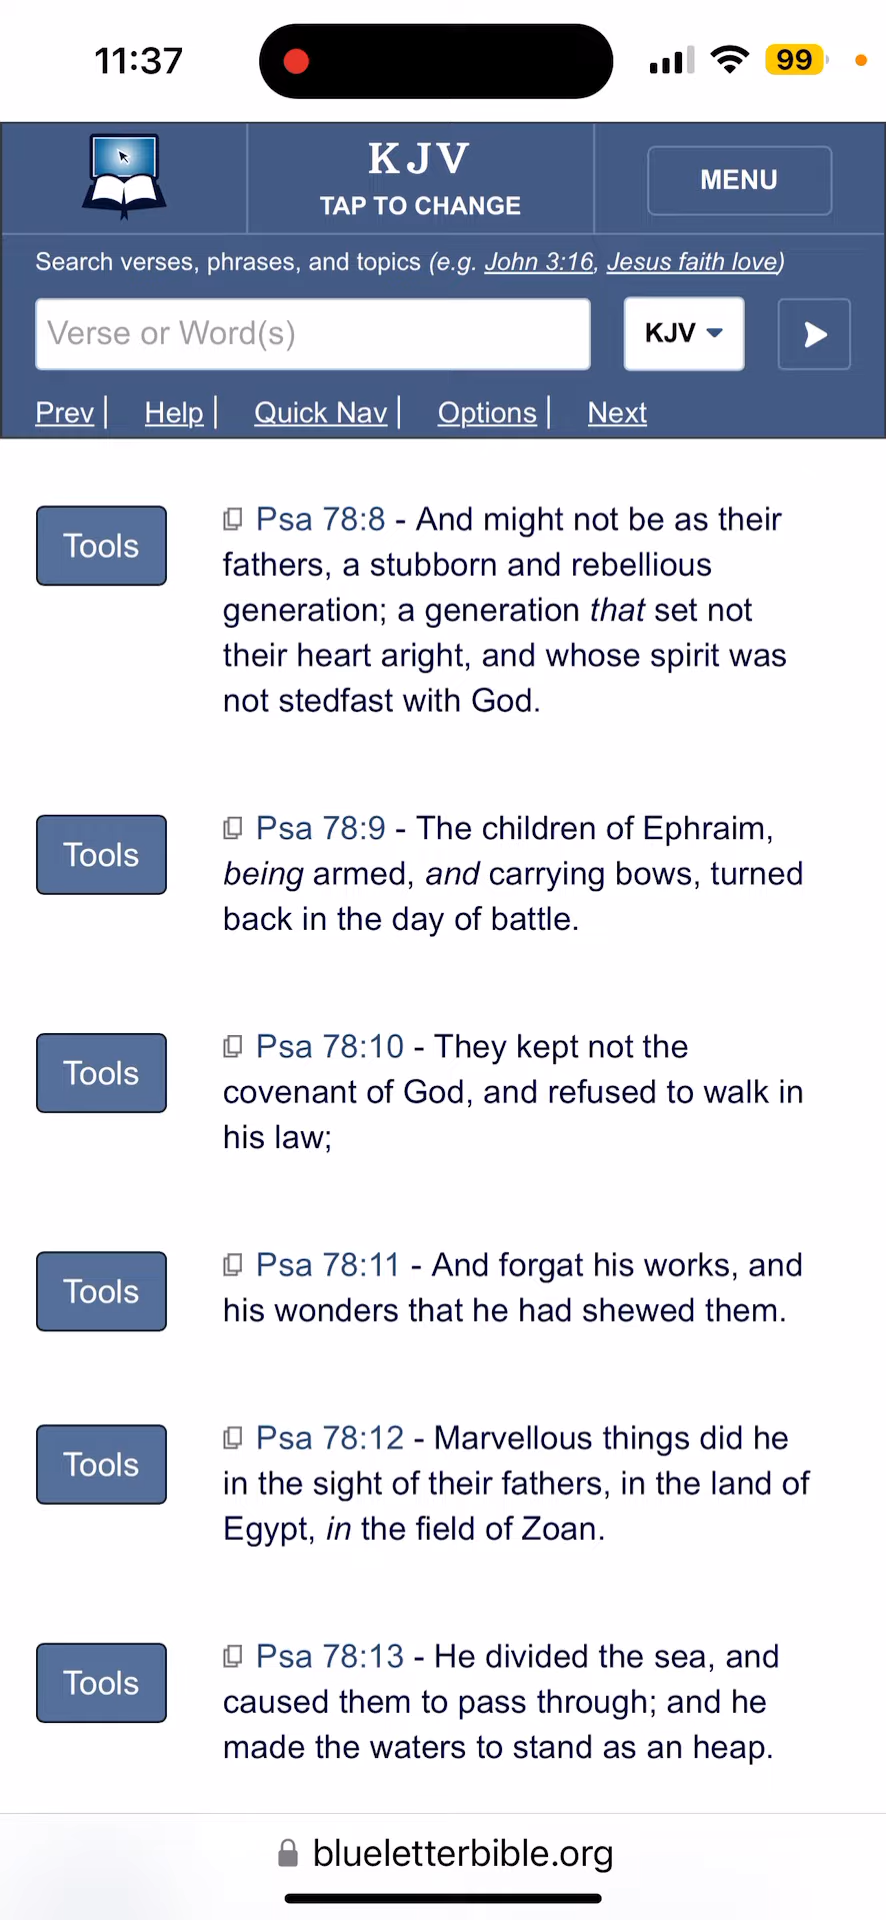 11:37
99
KJV
TAP TO CHANGE
MENU
Search verses, phrases, and topics (e.g. John 3:16, Jesus faith love)
Verse or Word(s)
KJV
Prev | Help | Quick Nav | Options | Next
Tools
Psa 78:8 - And might not be as their
fathers, a stubborn and rebellious
generation; a generation that set not
their heart aright, and whose spirit was
not stedfast with God.
Tools
Psa 78:9 - The children of Ephraim,
being armed, and carrying bows, turned
back in the day of battle.
Tools
Psa 78:10 - They kept not the
covenant of God, and refused to walk in
his law;
Tools
Psa 78:11 - And forgat his works, and
his wonders that he had shewed them.
Tools
Psa 78:12 - Marvellous things did he
in the sight of their fathers, in the land of
Egypt, in the field of Zoan.
Tools
Psa 78:13 - He divided the sea, and
caused them to pass through; and he
made the waters to stand as an heap.
blueletterbible.org